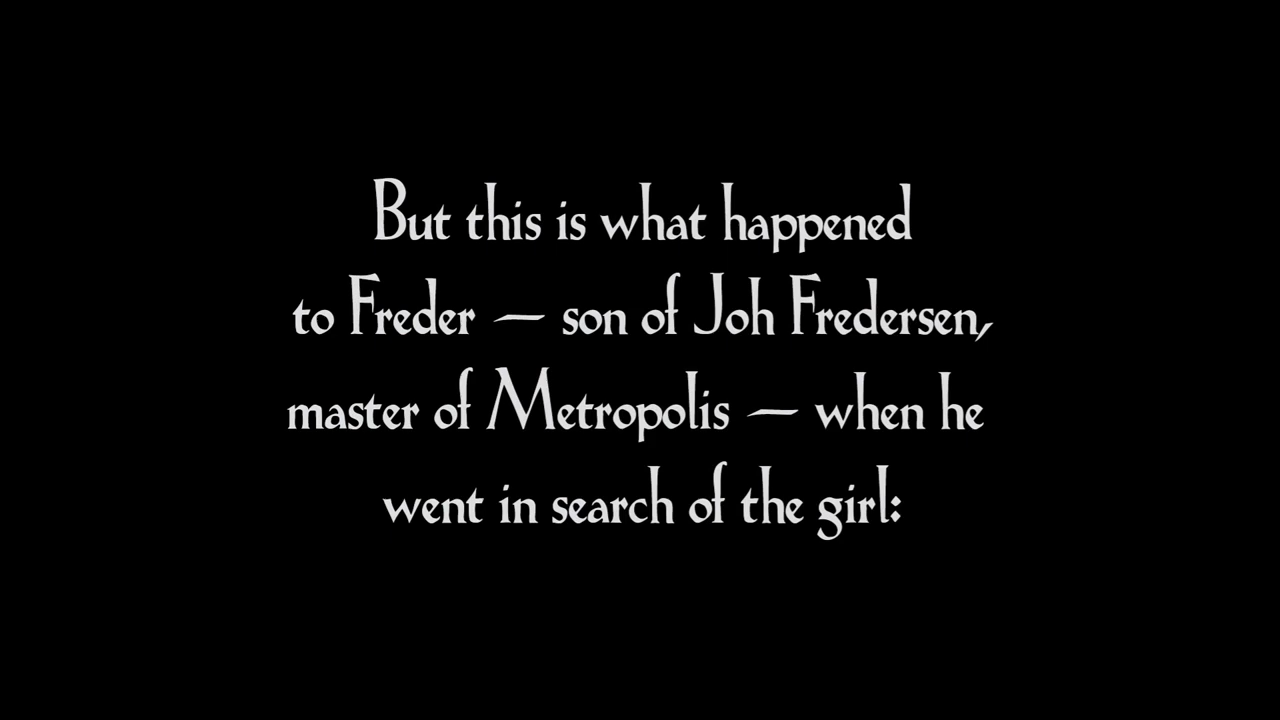 But this is what happened
to Freder — son of Joh Fredersen,
master of Metropolis — when he
went in search of the girl: